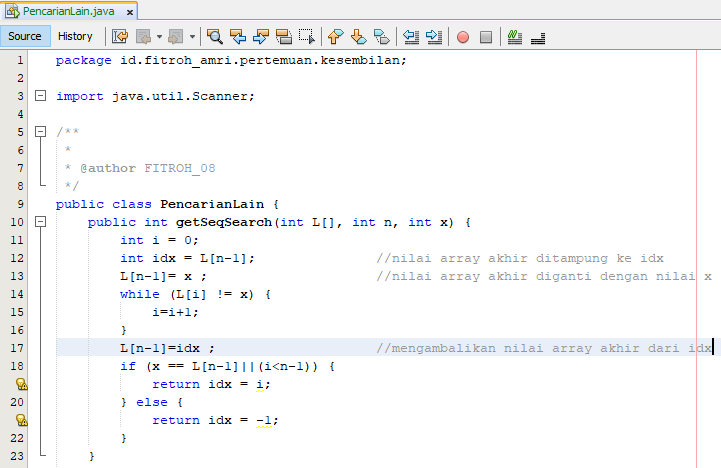 PencarianLain.java
Source History
1 package id.fitroh_amri.pertemuan.kesembilan;
2
3 import java.util.Scanner;
4
5 /**
6 *
7 * @author FITROH_08
8 */
9 public class PencarianLain {
10 public int getSeqSearch(int L[], int n, int x) {
11 int i = 0;
12 int idx = L[n-1]; //nilai array akhir ditampung ke idx
13 L[n-1]= x ; //nilai array akhir diganti dengan nilai x
14 while (L[i] != x) {
15 i=i+1;
16 }
17 L[n-1]=idx ; //mengambalikan nilai array akhir dari idx
18 if (x == L[n-1]||(i<n-1)) {
return idx = i;
20 } else {
return idx = -1;
22 }
23 }